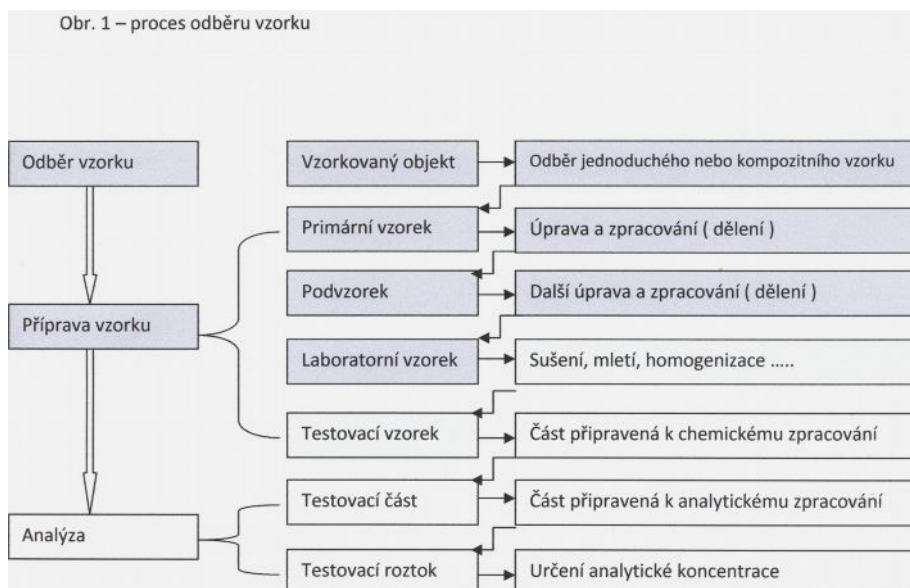 Obr. 1 – proces odběru vzorku
Odběr vzorku
Vzorkovaný objekt
Odběr jednoduchého nebo kompozitního vzorku
Primární vzorek
Úprava a zpracování ( dělení )
Podvzorek
Další úprava a zpracování ( dělení )
Příprava vzorku
Laboratorní vzorek
Sušení, mletí, homogenizace .....
Testovací vzorek
Část připravená k chemickému zpracování
Testovací část
Část připravená k analytickému zpracování
Analýza
Testovací roztok
Určení analytické koncentrace